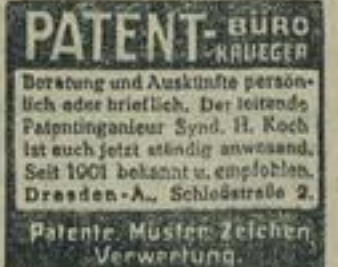 PATENT-BÜRO
KRUEGER
Beratung und Auskünfte persön-
lich oder brieflich. Der leitende
Patentingenieur Synd. H. Koch
ist auch jetzt ständig anwesend.
Seit 1901 bekannt u. empfohlen.
Dresden-A., Schloßstraße 2.
Patente, Muster, Zeichen,
Verwertung.